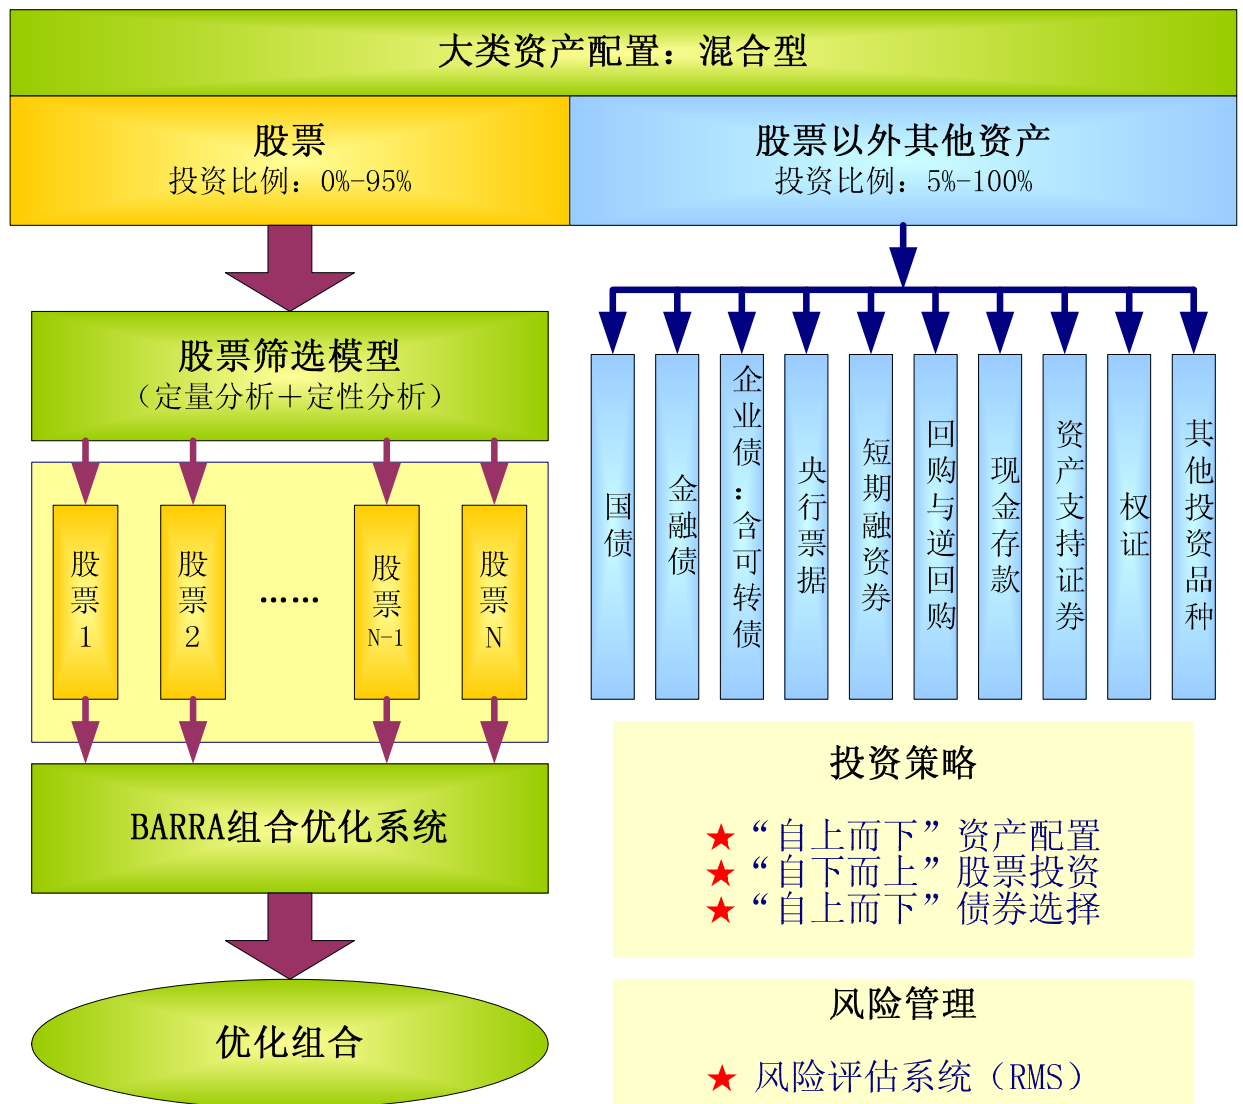 大类资产配置：混合型
股票
投资比例：0%-95%
股票以外其他资产
投资比例：5%-100%
股票筛选模型
（定量分析＋定性分析）
股票1
股票2
……
股票N-1
股票N
BARRA组合优化系统
优化组合
国债
金融债
企业债：含可转债
央行票据
短期融资券
回购与逆回购
现金存款
资产支持证券
权证
其他投资品种
投资策略
★“自上而下”资产配置
★“自下而上”股票投资
★“自上而下”债券选择
风险管理
★ 风险评估系统（RMS）